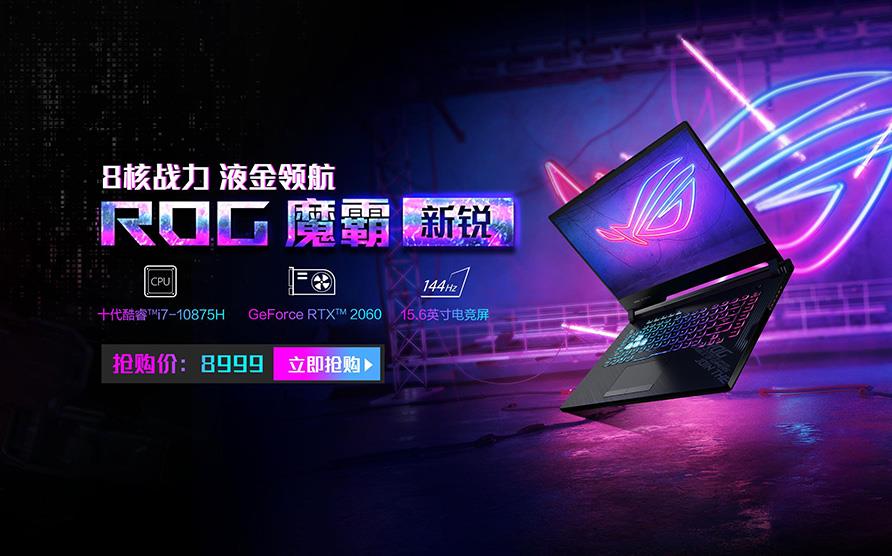 8核战力 液金领航
ROG 魔霸 新锐
CPU
144Hz
十代酷睿™i7-10875H
GeForce RTX™ 2060
15.6英寸电竞屏
抢购价：8999
立即抢购